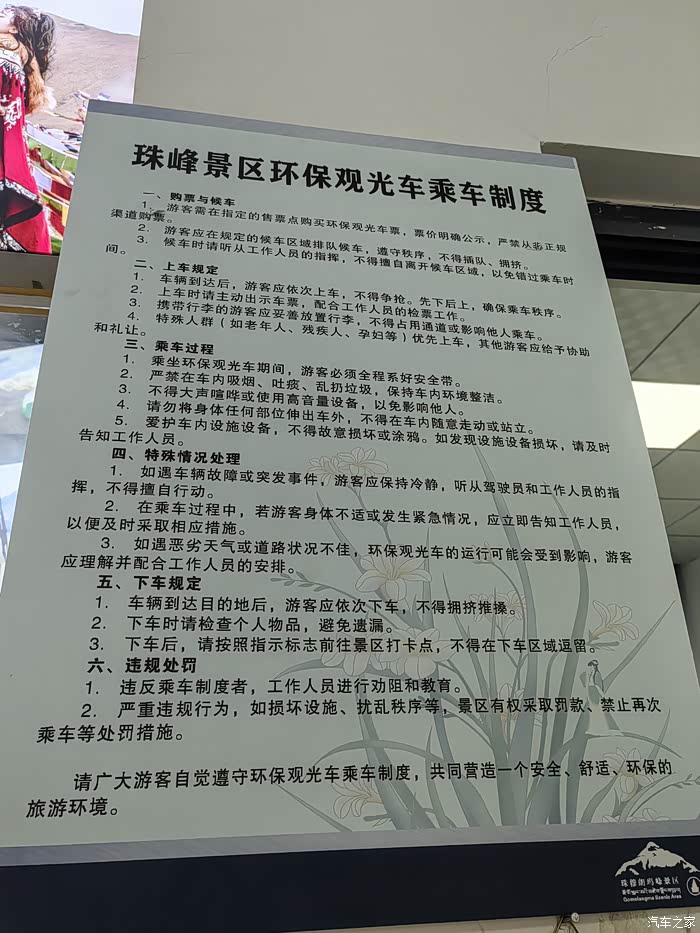 珠峰景区环保观光车乘车制度
一、购票与候车
1. 游客需在指定的售票点购买环保观光车票，票价明确公示，严禁从非正规
渠道购票。
2. 游客应在规定的候车区域排队候车，遵守秩序，不得插队、拥挤。
3. 候车时请听从工作人员的指挥，不得擅自离开候车区域，以免错过乘车时
间。
二、上车规定
1. 车辆到达后，游客应依次上车，不得争抢。先下后上，确保乘车秩序。
2. 上车时请主动出示车票，配合工作人员的检票工作。
3. 携带行李的游客应妥善放置行李，不得占用通道或影响他人乘车。
4. 特殊人群（如老年人、残疾人、孕妇等）优先上车，其他游客应给予协助
和礼让。
三、乘车过程
1. 乘坐环保观光车期间，游客必须全程系好安全带。
2. 严禁在车内吸烟、吐痰、乱扔垃圾，保持车内环境整洁。
3. 不得大声喧哗或使用高音量设备，以免影响他人。
4. 请勿将身体任何部位伸出车外，不得在车内随意走动或站立。
5. 爱护车内设施设备，不得故意损坏或涂鸦。如发现设施设备损坏，请及时
告知工作人员。
四、特殊情况处理
1. 如遇车辆故障或突发事件，游客应保持冷静，听从驾驶员和工作人员的指
挥，不得擅自行动。
2. 在乘车过程中，若游客身体不适或发生紧急情况，应立即告知工作人员，
以便及时采取相应措施。
3. 如遇恶劣天气或道路状况不佳，环保观光车的运行可能会受到影响，游客
应理解并配合工作人员的安排。
五、下车规定
1. 车辆到达目的地后，游客应依次下车，不得拥挤推搡。
2. 下车时请检查个人物品，避免遗漏。
3. 下车后，请按照指示标志前往景区打卡点，不得在下车区域逗留。
六、违规处罚
1. 违反乘车制度者，工作人员进行劝阻和教育。
2. 严重违规行为，如损坏设施、扰乱秩序等，景区有权采取罚款、禁止再次
乘车等处罚措施。
请广大游客自觉遵守环保观光车乘车制度，共同营造一个安全、舒适、环保的
旅游环境。
珠穆朗玛峰景区
Qomolangma Scenic Area
汽车之家